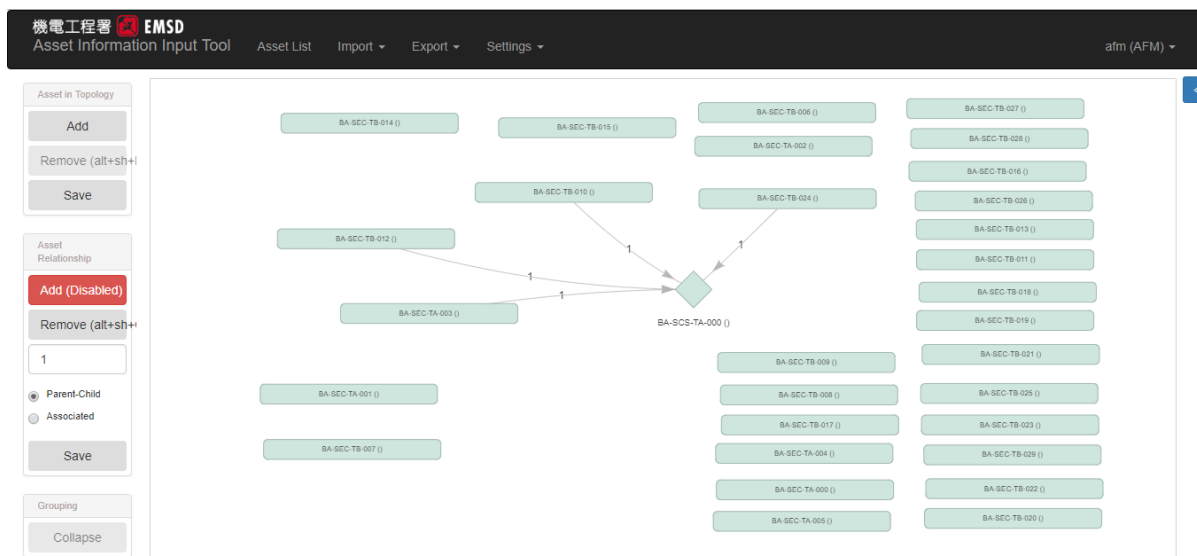 機電工程署 EMSD
Asset Information Input Tool
Asset List
Import
Export
Settings
afm (AFM)
Asset in Topology
Add
Remove (alt+sh+
Save
Asset
Relationship
Add (Disabled)
Remove (alt+sh+
1
Parent-Child
Associated
Save
Grouping
Collapse
BA-SEC-TB-014 ()
BA-SEC-TB-015 ()
BA-SEC-TB-006 ()
BA-SEC-TA-002 ()
BA-SEC-TB-010 ()
BA-SEC-TB-024 ()
BA-SEC-TB-012 ()
1
1
1
1
BA-SEC-TA-003 ()
BA-SCS-TA-000 ()
BA-SEC-TA-001 ()
BA-SEC-TB-007 ()
BA-SEC-TB-009 ()
BA-SEC-TB-008 ()
BA-SEC-TB-017 ()
BA-SEC-TA-004 ()
BA-SEC-TA-000 ()
BA-SEC-TA-005 ()
BA-SEC-TB-027 ()
BA-SEC-TB-028 ()
BA-SEC-TB-016 ()
BA-SEC-TB-026 ()
BA-SEC-TB-013 ()
BA-SEC-TB-011 ()
BA-SEC-TB-018 ()
BA-SEC-TB-019 ()
BA-SEC-TB-021 ()
BA-SEC-TB-025 ()
BA-SEC-TB-023 ()
BA-SEC-TB-029 ()
BA-SEC-TB-022 ()
BA-SEC-TB-020 ()